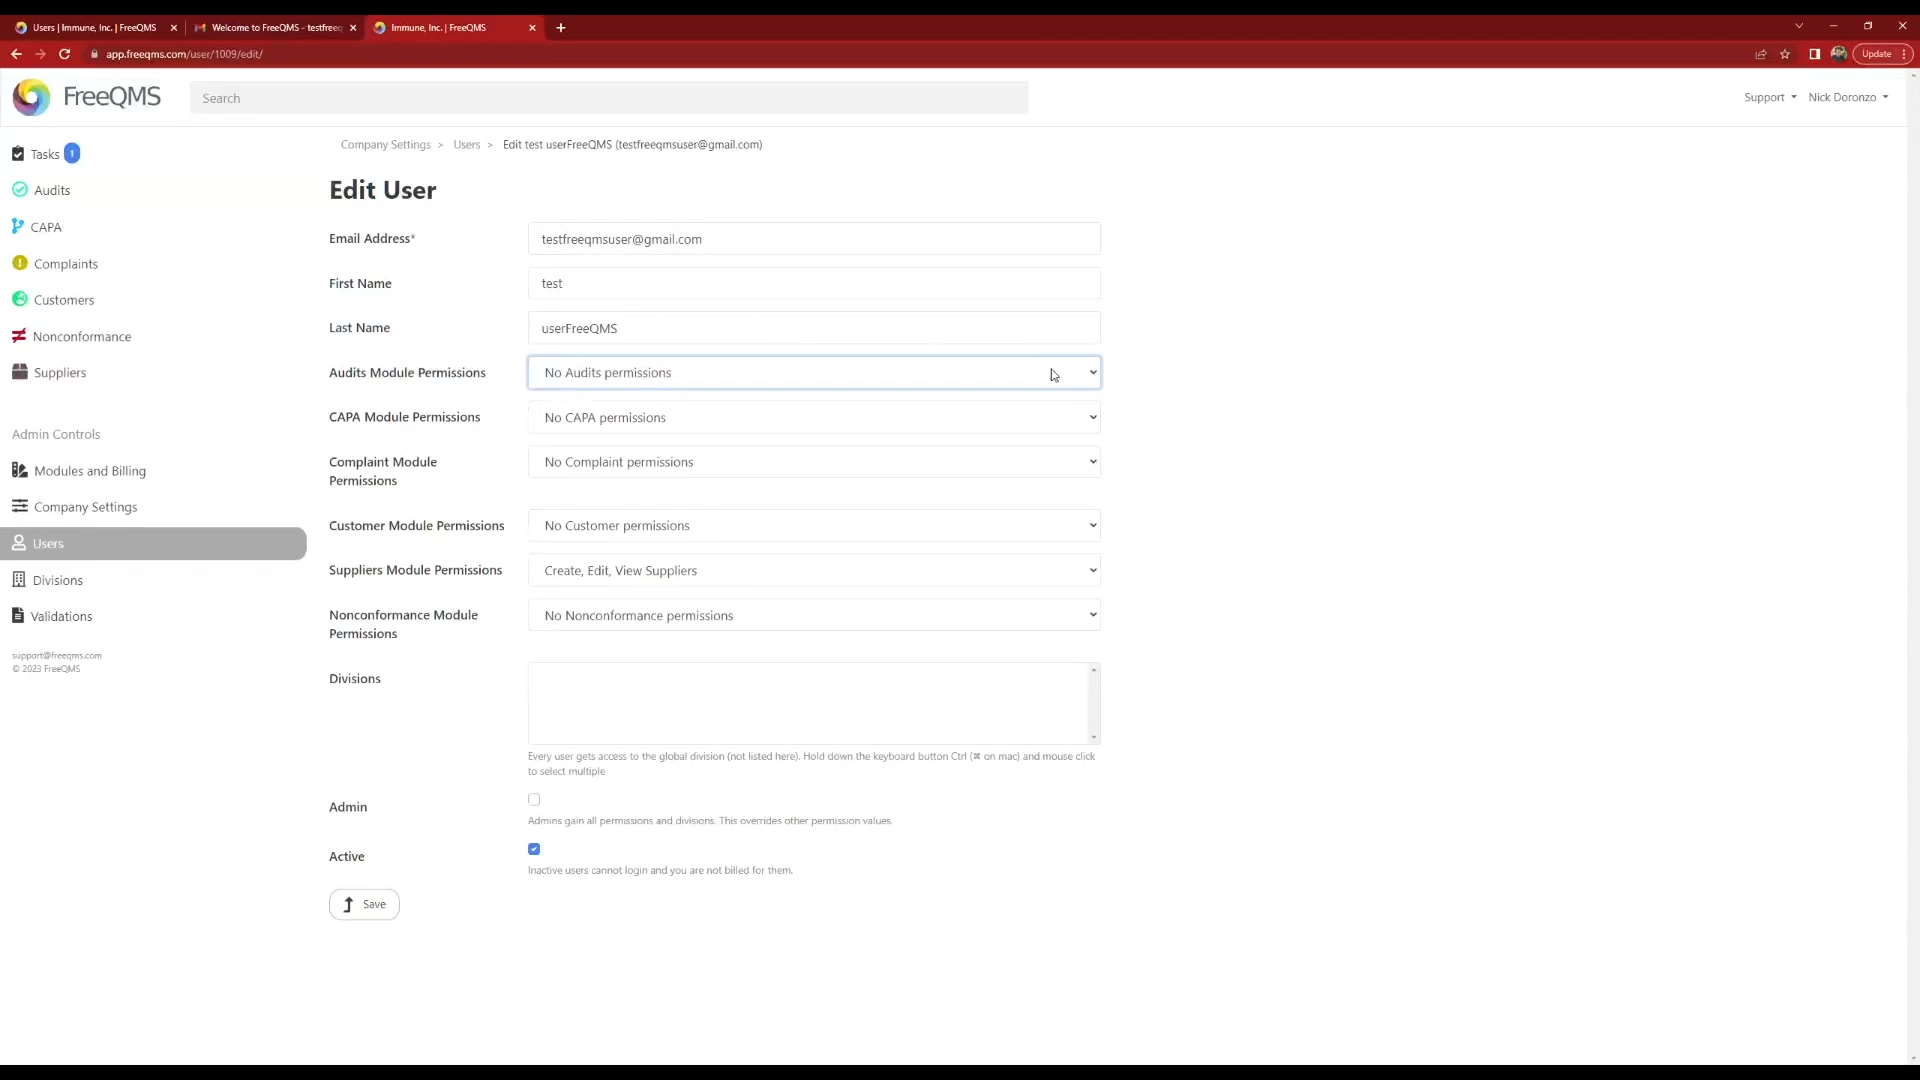 Users | Immune, Inc. | FreeQMS
Welcome to FreeQMS - testfreeq
Immune, Inc. | FreeQMS
app.freeqms.com/user/1009/edit/
Update
FreeQMS
Search
Support
Nick Doronzo
Tasks 1
Audits
CAPA
Complaints
Customers
Nonconformance
Suppliers
Admin Controls
Modules and Billing
Company Settings
Users
Divisions
Validations
support@freeqms.com
© 2023 FreeQMS
Company Settings > Users > Edit test userFreeQMS (testfreeqmsuser@gmail.com)
Edit User
Email Address*
testfreeqmsuser@gmail.com
First Name
test
Last Name
userFreeQMS
Audits Module Permissions
No Audits permissions
CAPA Module Permissions
No CAPA permissions
Complaint Module
Permissions
No Complaint permissions
Customer Module Permissions
No Customer permissions
Suppliers Module Permissions
Create, Edit, View Suppliers
Nonconformance Module
Permissions
No Nonconformance permissions
Divisions
Every user gets access to the global division (not listed here). Hold down the keyboard button Ctrl (⌘ on mac) and mouse click
to select multiple
Admin
Admins gain all permissions and divisions. This overrides other permission values.
Active
Inactive users cannot login and you are not billed for them.
Save